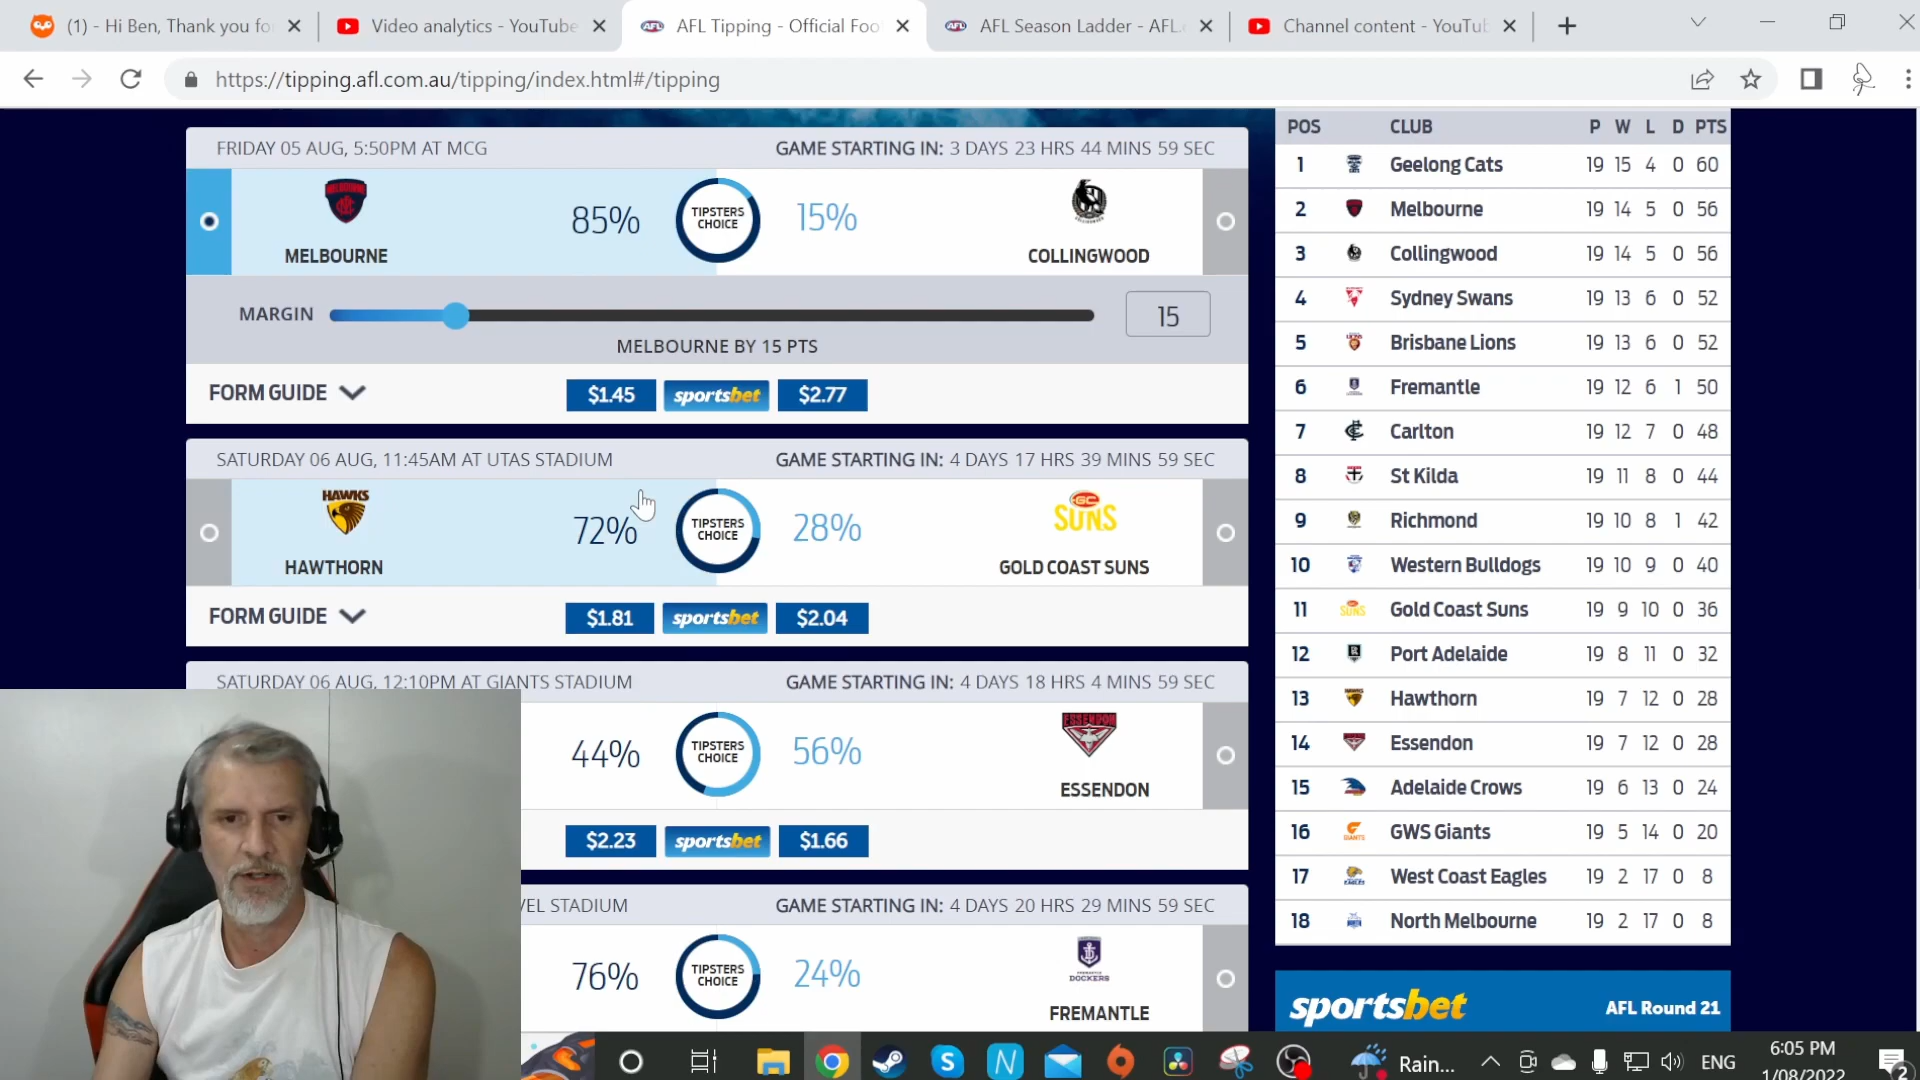 (1) - Hi Ben, Thank you fo
Video analytics - YouTube
AFL Tipping - Official Foo
AFL Season Ladder - AFL.
Channel content - YouTub
https://tipping.afl.com.au/tipping/index.html#/tipping
FRIDAY 05 AUG, 5:50PM AT MCG
GAME STARTING IN: 3 DAYS 23 HRS 44 MINS 59 SEC
MELBOURNE
85%
TIPSTERS CHOICE
15%
COLLINGWOOD
MARGIN
15
MELBOURNE BY 15 PTS
FORM GUIDE
$1.45 sportsbet $2.77
SATURDAY 06 AUG, 11:45AM AT UTAS STADIUM
GAME STARTING IN: 4 DAYS 17 HRS 39 MINS 59 SEC
HAWKS
HAWTHORN
72%
TIPSTERS CHOICE
28%
GC SUNS
GOLD COAST SUNS
FORM GUIDE
$1.81 sportsbet $2.04
SATURDAY 06 AUG, 12:10PM AT GIANTS STADIUM
GAME STARTING IN: 4 DAYS 18 HRS 4 MINS 59 SEC
44%
TIPSTERS CHOICE
56%
ESSENDON
ESSENDON
$2.23 sportsbet $1.66
VEL STADIUM
GAME STARTING IN: 4 DAYS 20 HRS 29 MINS 59 SEC
76%
TIPSTERS CHOICE
24%
DOCKERS
FREMANTLE
POS CLUB P W L D PTS
1 Geelong Cats 19 15 4 0 60
2 Melbourne 19 14 5 0 56
3 Collingwood 19 14 5 0 56
4 Sydney Swans 19 13 6 0 52
5 Brisbane Lions 19 13 6 0 52
6 Fremantle 19 12 6 1 50
7 Carlton 19 12 7 0 48
8 St Kilda 19 11 8 0 44
9 Richmond 19 10 8 1 42
10 Western Bulldogs 19 10 9 0 40
11 Gold Coast Suns 19 9 10 0 36
12 Port Adelaide 19 8 11 0 32
13 Hawthorn 19 7 12 0 28
14 Essendon 19 7 12 0 28
15 Adelaide Crows 19 6 13 0 24
16 GWS Giants 19 5 14 0 20
17 West Coast Eagles 19 2 17 0 8
18 North Melbourne 19 2 17 0 8
sportsbet AFL Round 21
Rain... ENG 6:05 PM
1/08/2022
2